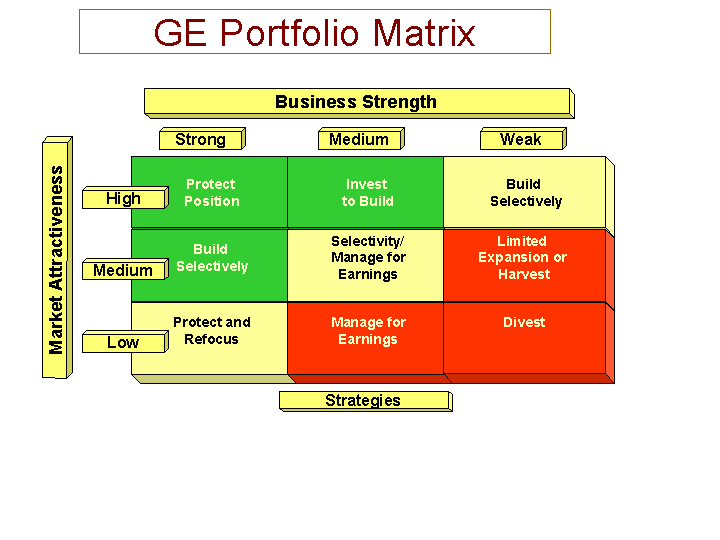 GE Portfolio Matrix
Business Strength
Strong
Medium
Weak
Market Attractiveness
High
Protect
Position
Invest
to Build
Build
Selectively
Medium
Build
Selectively
Selectivity/
Manage for
Earnings
Limited
Expansion or
Harvest
Low
Protect and
Refocus
Manage for
Earnings
Divest
Strategies